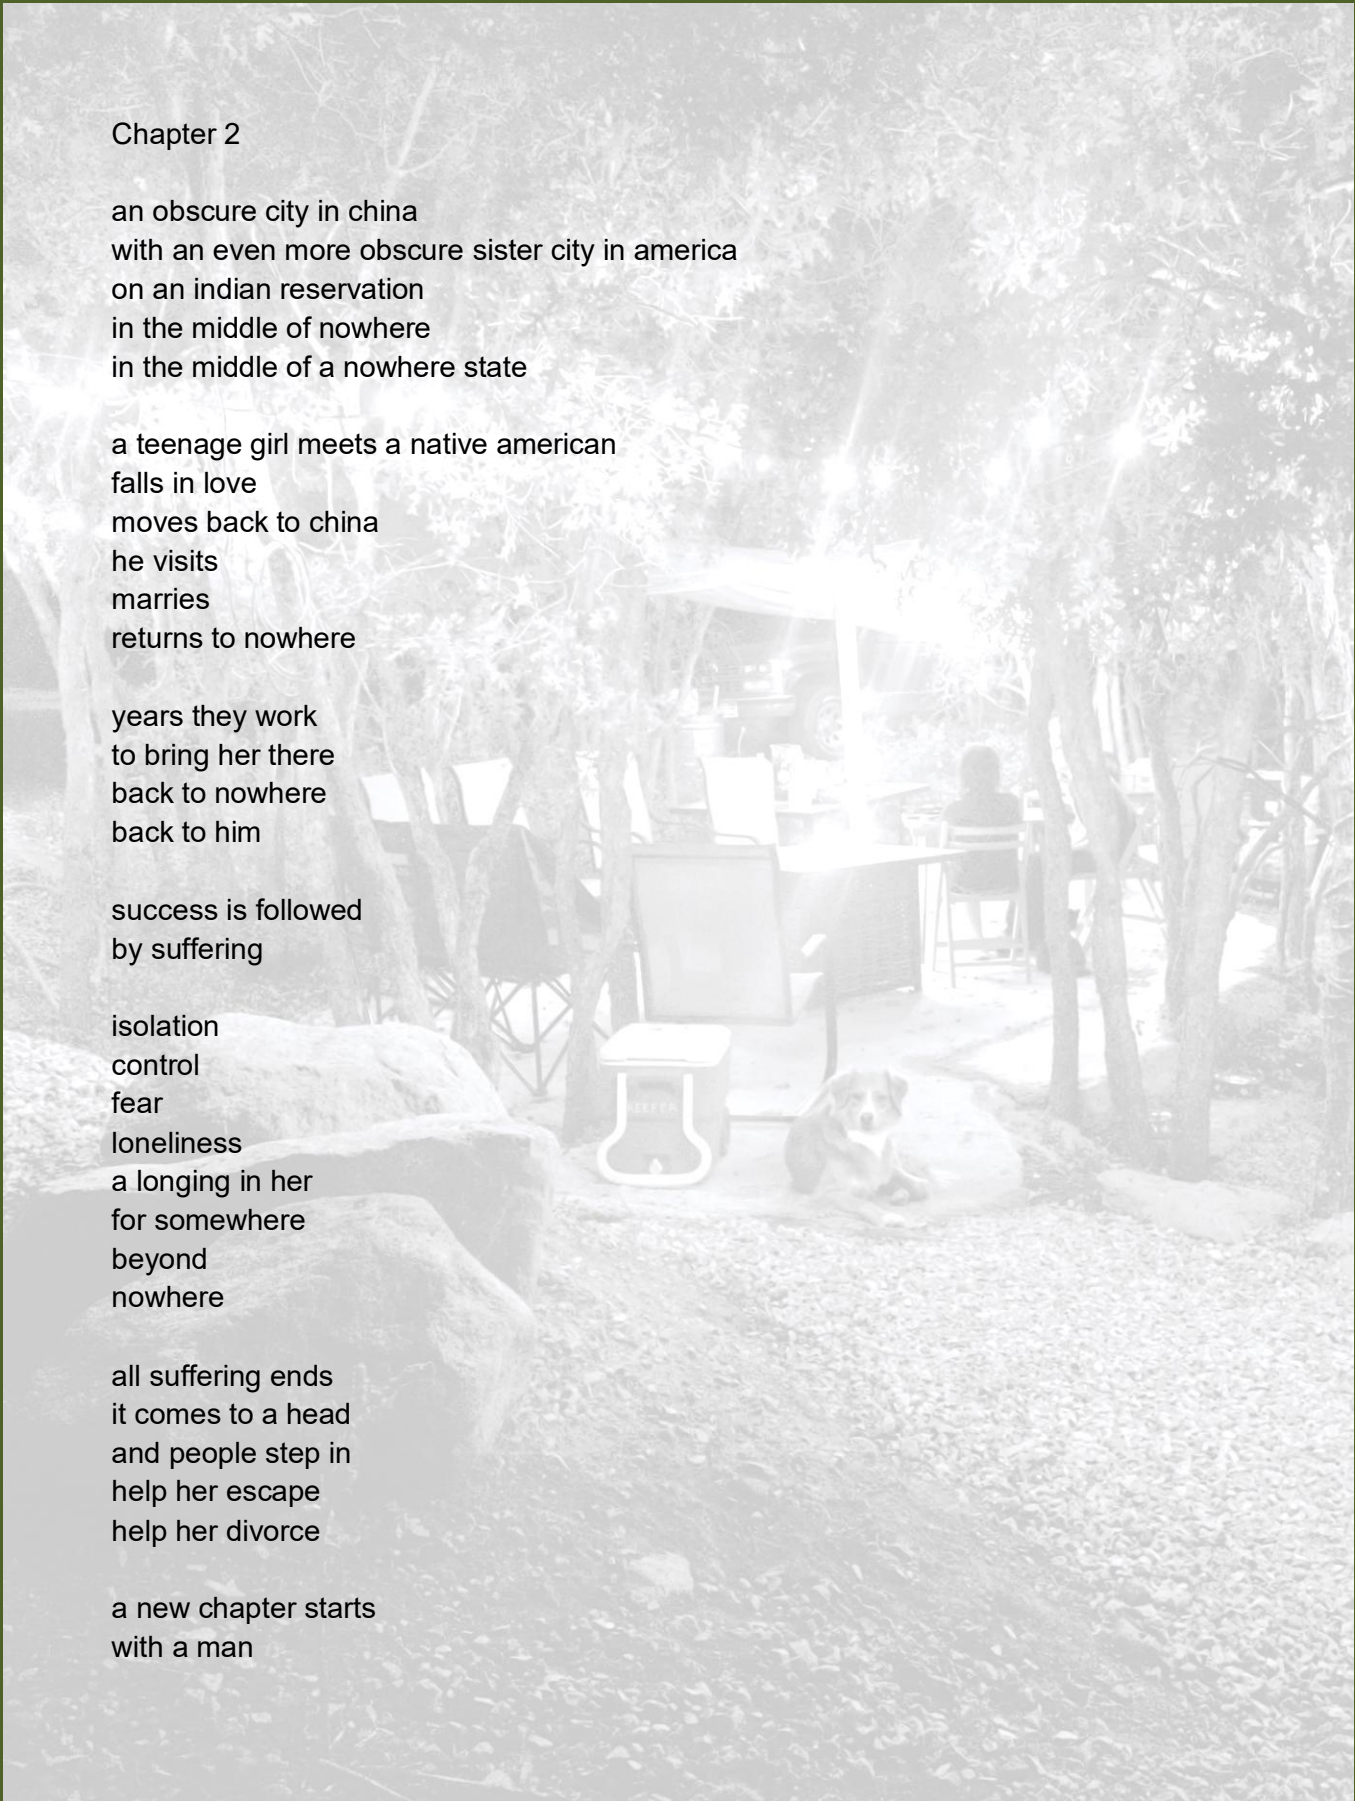 Chapter 2
an obscure city in china
with an even more obscure sister city in america
on an indian reservation
in the middle of nowhere
in the middle of a nowhere state
a teenage girl meets a native american
falls in love
moves back to china
he visits
marries
returns to nowhere
years they work
to bring her there
back to nowhere
back to him
success is followed
by suffering
isolation
control
fear
loneliness
a longing in her
for somewhere
beyond
nowhere
all suffering ends
it comes to a head
and people step in
help her escape
help her divorce
a new chapter starts
with a man